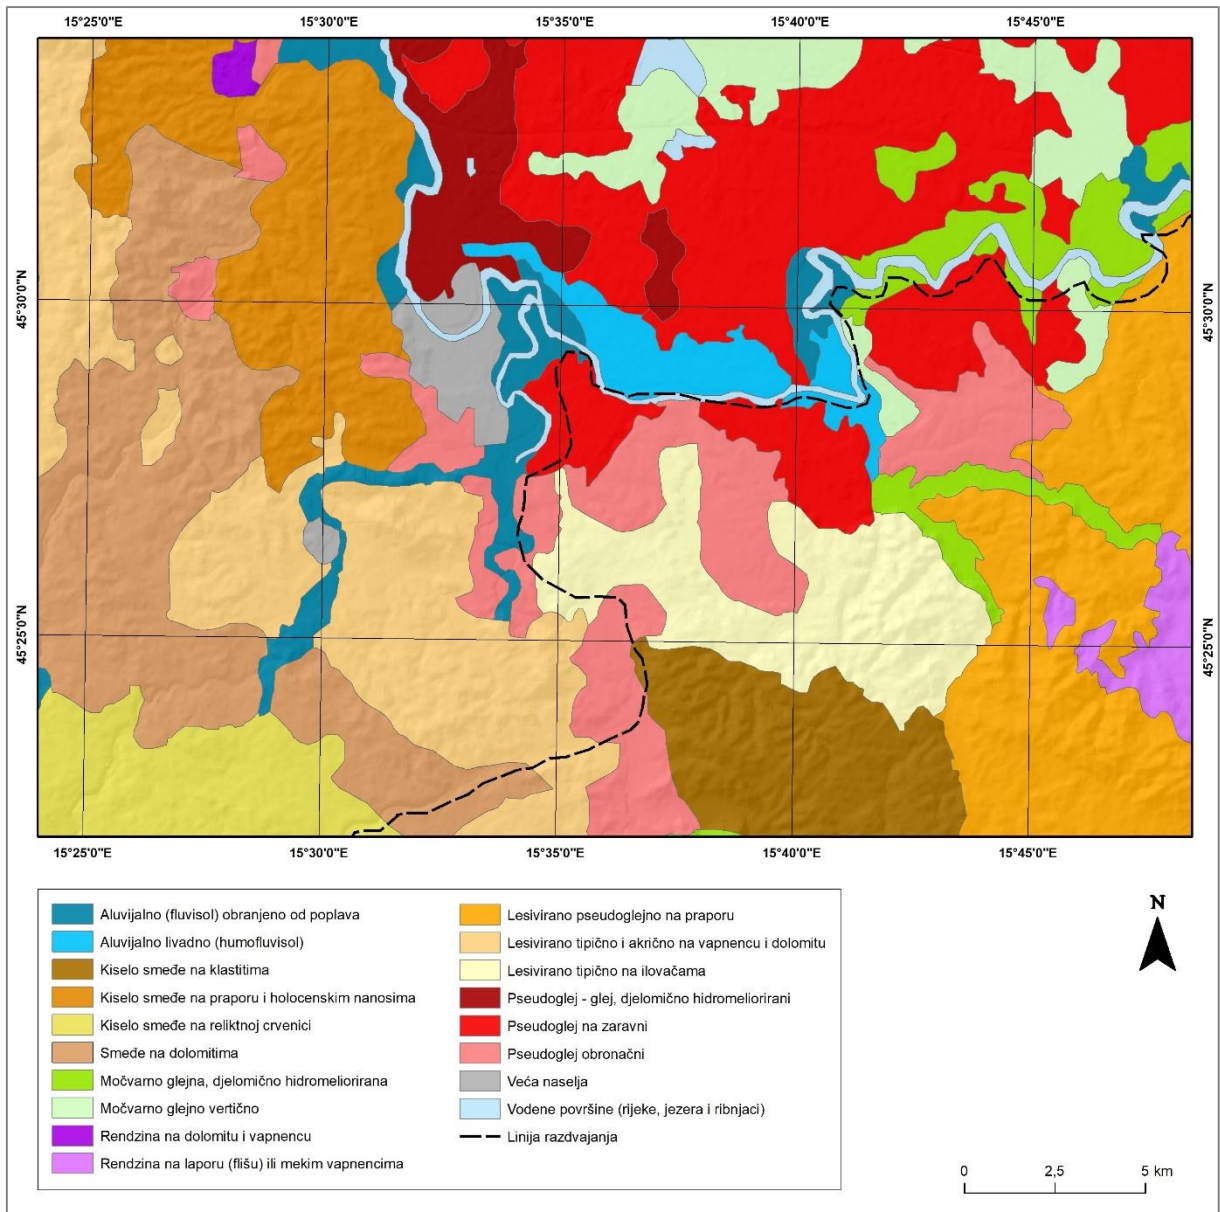 15°25'0"E 15°30'0"E 15°35'0"E 15°40'0"E 15°45'0"E
45°30'0"N
45°30'0"N
45°25'0"N
45°25'0"N
15°25'0"E 15°30'0"E 15°35'0"E 15°40'0"E 15°45'0"E
Aluvijalno (fluvisol) obranjeno od poplava
Aluvijalno livadno (humofluvisol)
Kiselo smeđe na klastitima
Kiselo smeđe na praporu i holocenskim nanosima
Kiselo smeđe na reliktnoj crvenici
Smeđe na dolomitima
Močvarno glejna, djelomično hidromeliorirana
Močvarno glejno vertično
Rendzina na dolomitu i vapnencu
Rendzina na laporu (flišu) ili mekim vapnencima
Lesivirano pseudoglejno na praporu
Lesivirano tipično i akrično na vapnencu i dolomitu
Lesivirano tipično na ilovačama
Pseudoglej - glej, djelomično hidromeliorirani
Pseudoglej na zaravni
Pseudoglej obronačni
Veća naselja
Vodene površine (rijeke, jezera i ribnjaci)
Linija razdvajanja
N
0 2,5 5 km